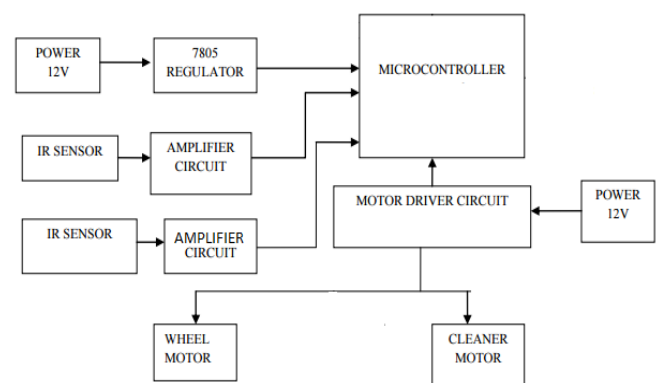 POWER
12V
7805
REGULATOR
MICROCONTROLLER
IR SENSOR
AMPLIFIER
CIRCUIT
MOTOR DRIVER CIRCUIT
POWER
12V
IR SENSOR
AMPLIFIER
CIRCUIT
WHEEL
MOTOR
CLEANER
MOTOR